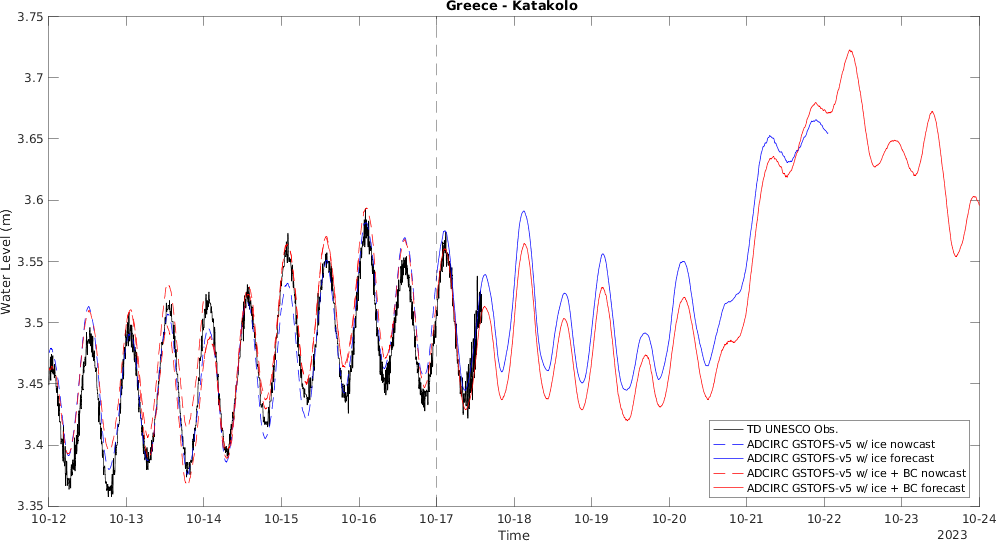 Greece - Katakolo
3.75
3.7
3.65
3.6
3.55
3.5
3.45
3.4
3.35
Water Level (m)
TD UNESCO Obs.
ADCIRC GSTOFS-v5 w/ ice nowcast
ADCIRC GSTOFS-v5 w/ ice forecast
ADCIRC GSTOFS-v5 w/ ice + BC nowcast
ADCIRC GSTOFS-v5 w/ ice + BC forecast
10-12 10-13 10-14 10-15 10-16 10-17 10-18 10-19 10-20 10-21 10-22 10-23 10-24
Time
2023